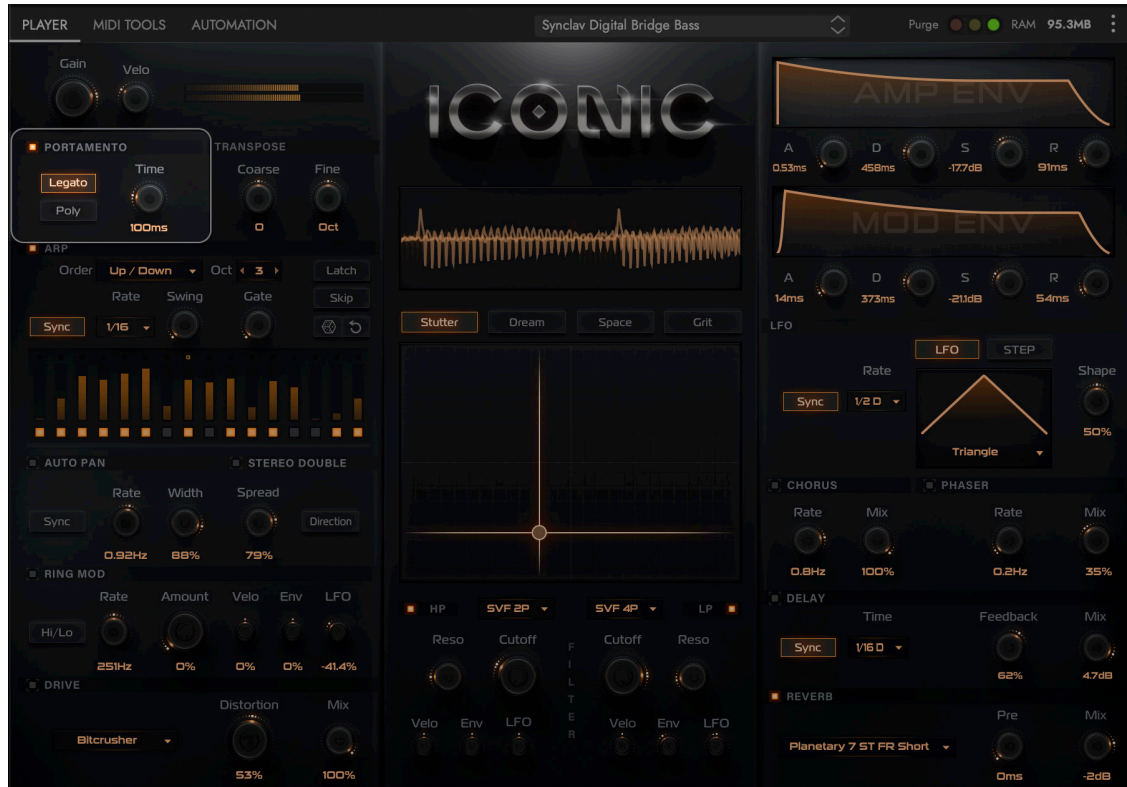 PLAYER MIDI TOOLS AUTOMATION Synclav Digital Bridge Bass Purge RAM 95.3MB
Gain Velo
ICONIC
PORTAMENTO TRANSPOSE
Legato Time Coarse Fine
Poly 100ms 0 Oct
ARP
Order Up / Down Oct 3 Latch
Rate Swing Gate Skip
Sync 1/16
AUTO PAN STEREO DOUBLE
Rate Width Spread
Sync Direction
0.92Hz 88% 79%
RING MOD
Rate Amount Velo Env LFO
Hi/Lo
251Hz 0% 0% 0% -41.4%
DRIVE
Distortion Mix
Bitcrusher
53% 100%
Stutter Dream Space Grit
HP SVF 2P SVF 4P LP
Reso Cutoff Cutoff Reso
FILTER
Velo Env LFO Velo Env LFO
AMP ENV
A D S R
0.53ms 458ms -17.7dB 91ms
MOD ENV
A D S R
14ms 373ms -21.1dB 54ms
LFO
LFO STEP
Rate Shape
Sync 1/2 D
50%
Triangle
CHORUS PHASER
Rate Mix Rate Mix
0.8Hz 100% 0.2Hz 35%
DELAY
Time Feedback Mix
Sync 1/16 D
62% 4.7dB
REVERB
Pre Mix
Planetary 7 ST FR Short
0ms -2dB